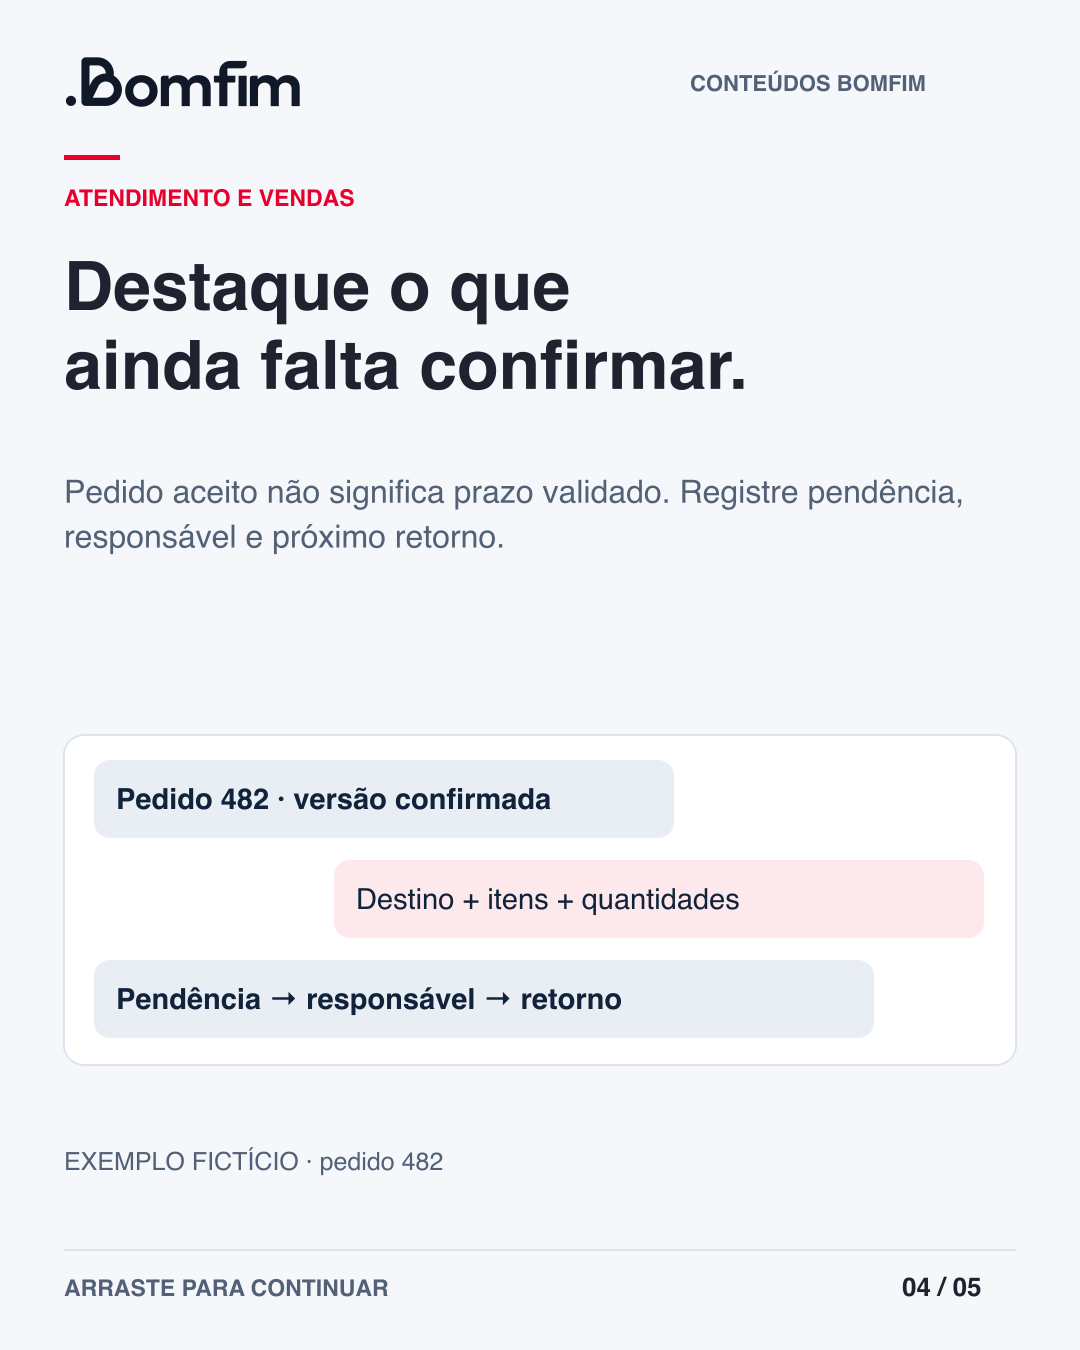 .Bomfim
CONTEÚDOS BOMFIM
ATENDIMENTO E VENDAS
Destaque o que
ainda falta confirmar.
Pedido aceito não significa prazo validado. Registre pendência,
responsável e próximo retorno.
Pedido 482 · versão confirmada
Destino + itens + quantidades
Pendência → responsável → retorno
EXEMPLO FICTÍCIO · pedido 482
ARRASTE PARA CONTINUAR
04 / 05